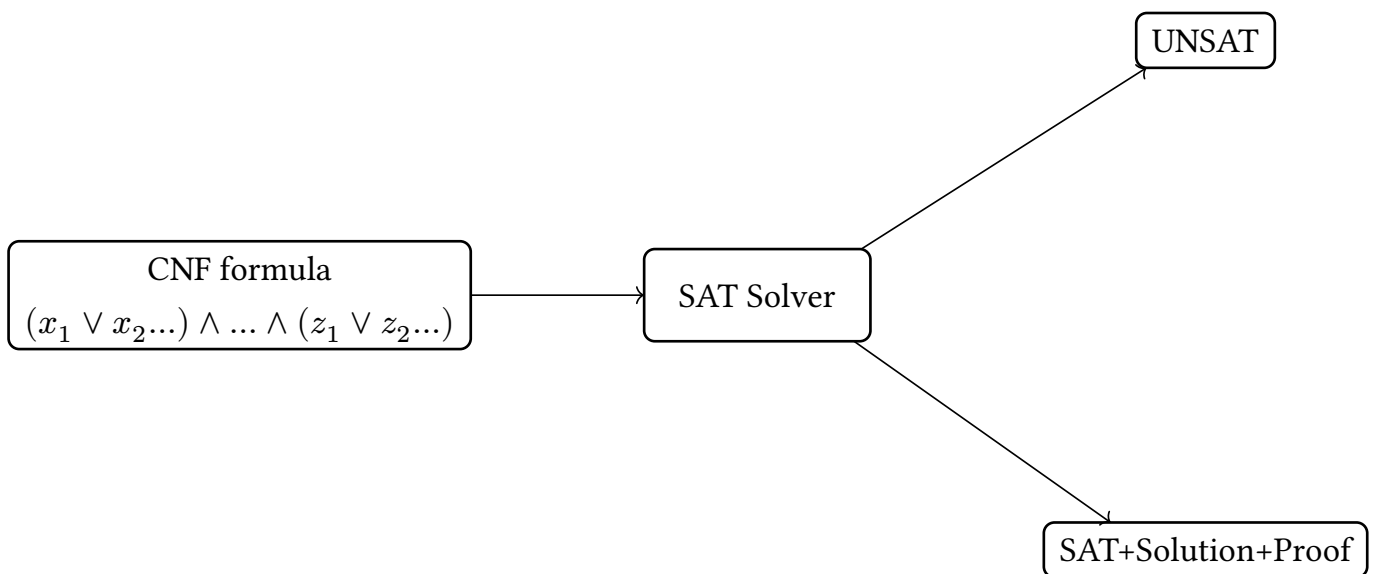 UNSAT
CNF formula
(x₁ ∨ x₂...) ∧ ... ∧ (z₁ ∨ z₂...)
SAT Solver
SAT+Solution+Proof